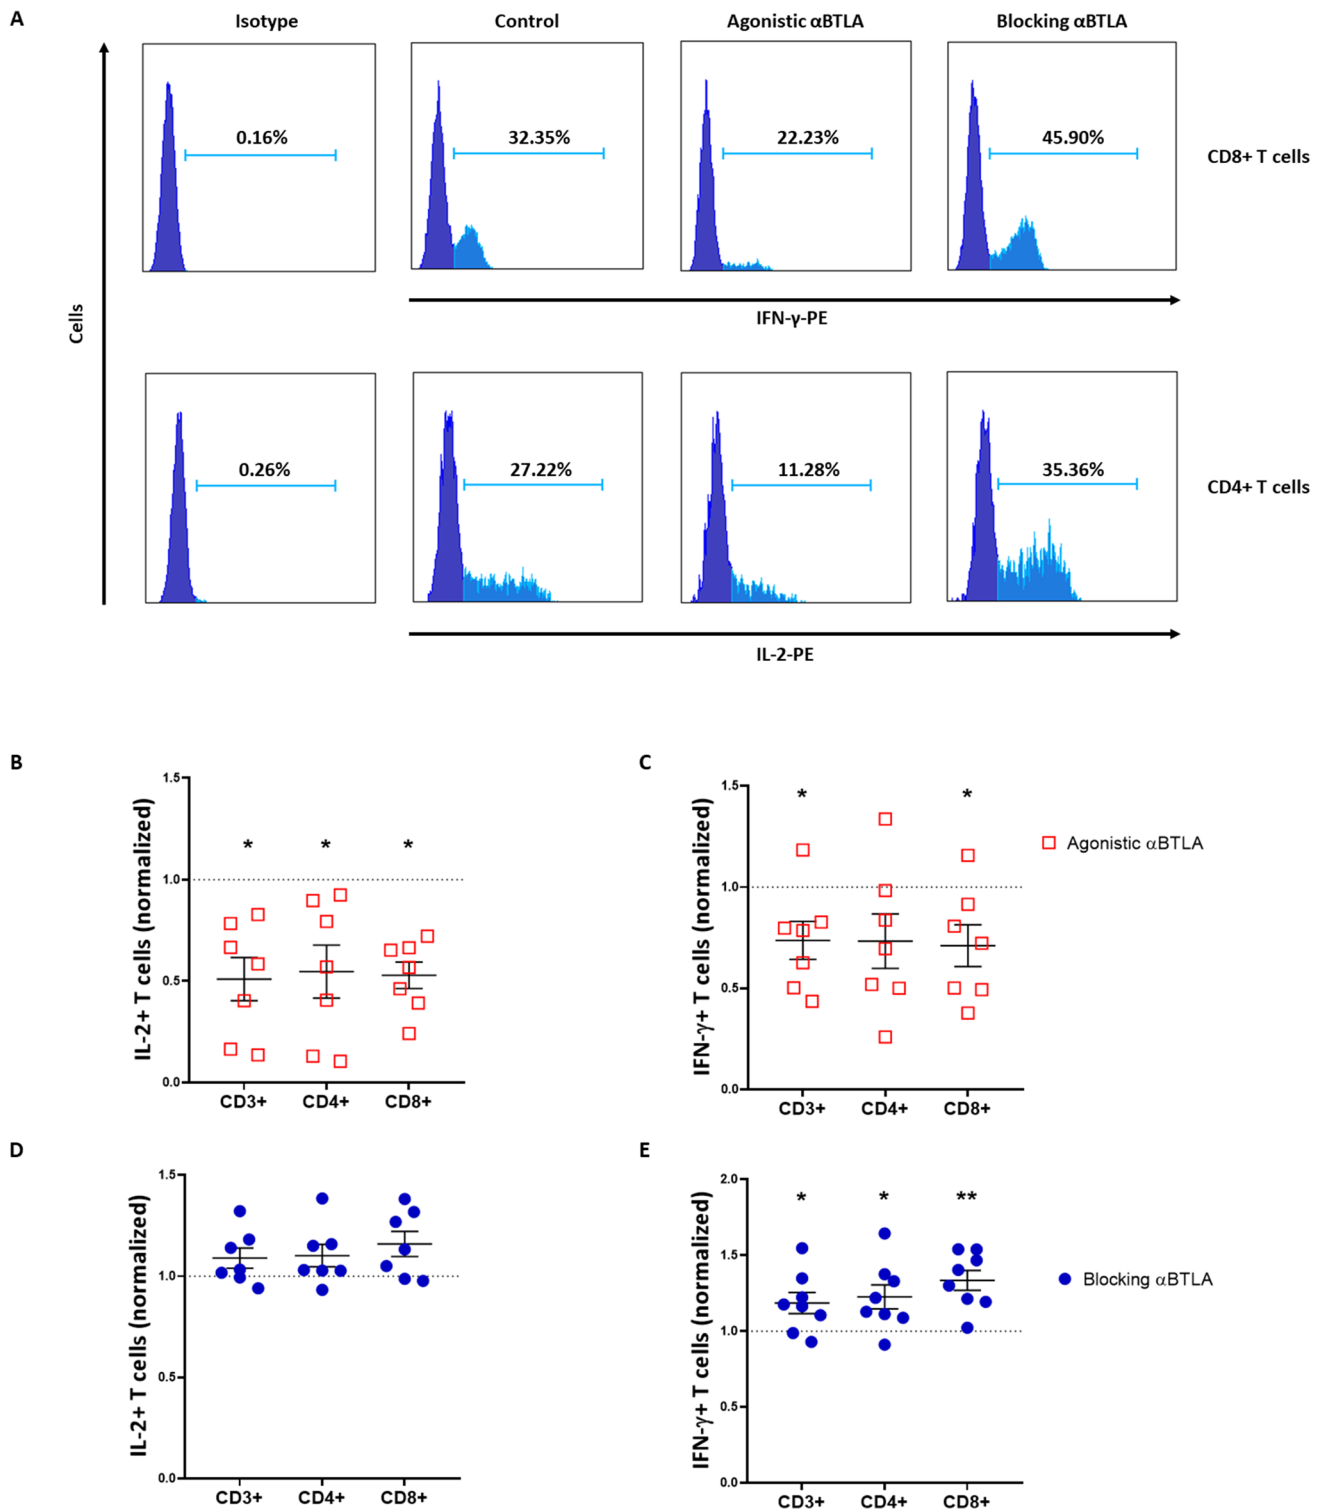 A
Isotype
Control
Agonistic αBTLA
Blocking αBTLA
0.16%
32.35%
22.23%
45.90%
CD8+ T cells
IFN-γ-PE
Cells
0.26%
27.22%
11.28%
35.36%
CD4+ T cells
IL-2-PE
B
IL-2+ T cells (normalized)
1.5
1.0
0.5
0.0
* * *
CD3+ CD4+ CD8+
C
IFN-γ+ T cells (normalized)
1.5
1.0
0.5
0.0
* *
CD3+ CD4+ CD8+
Agonistic αBTLA
D
IL-2+ T cells (normalized)
1.5
1.0
0.5
0.0
CD3+ CD4+ CD8+
E
IFN-γ+ T cells (normalized)
2.0
1.5
1.0
0.5
0.0
* * **
CD3+ CD4+ CD8+
Blocking αBTLA